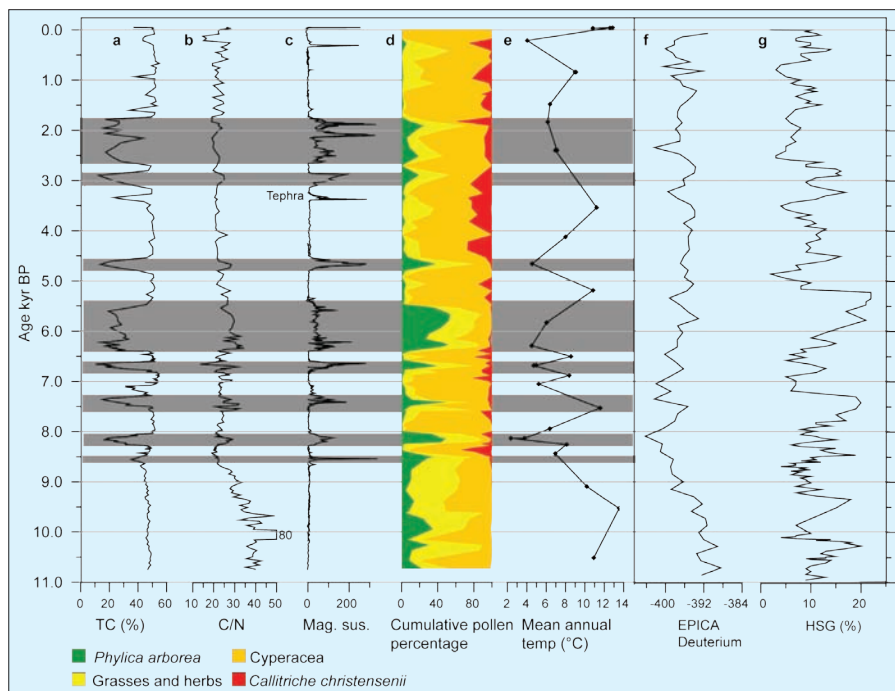 a b c d e f g
0.0
1.0
2.0
3.0
Tephra
4.0
5.0
6.0
7.0
8.0
9.0
10.0
80
11.0
Age kyr BP
0 20 40 60
10 20 30 40 50
0 200
0 20 40 60 80 100
2 4 6 8 10 12 14
-400 -392 -384
0 10 20
TC (%) C/N Mag. sus. Cumulative pollen Mean annual EPICA HSG (%)
percentage temp (°C) Deuterium
Phylica arborea Cyperacea
Grasses and herbs Callitriche christensenii